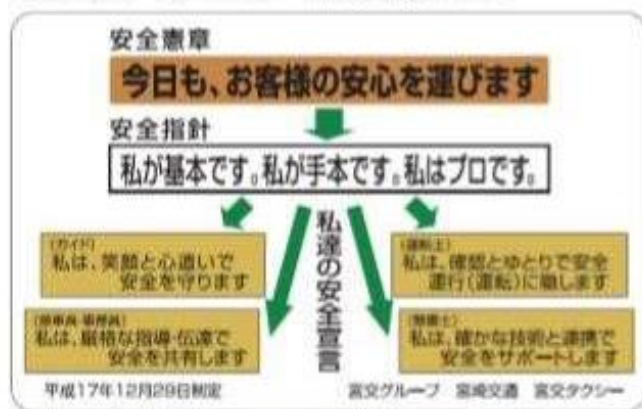 安全憲章
今日も、お客様の安心を運びます
安全指針
私が基本です。私が手本です。私はプロです。
私達の安全宣言
(ガイド)
私は、笑顔と心遣いで
安全を守ります
(運転士)
私は、確認とゆとりで安全
運行(運転)に徹します
私は、厳格な指導・伝達で
安全を共有します
(整備士)
私は、確かな技術と連携で
安全をサポートします
平成17年12月29日制定
宮交グループ 宮崎交通 宮交タクシー